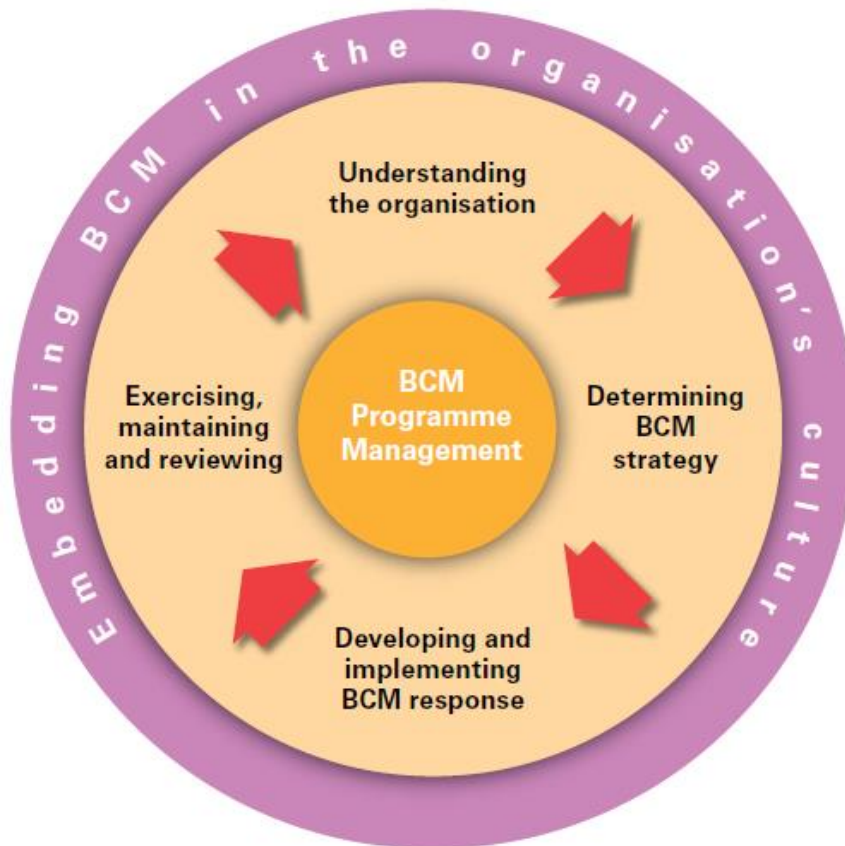 Embedding BCM in the organisation's culture
Understanding
the organisation
BCM
Programme
Management
Exercising,
maintaining
and reviewing
Determining
BCM
strategy
Developing and
implementing
BCM response